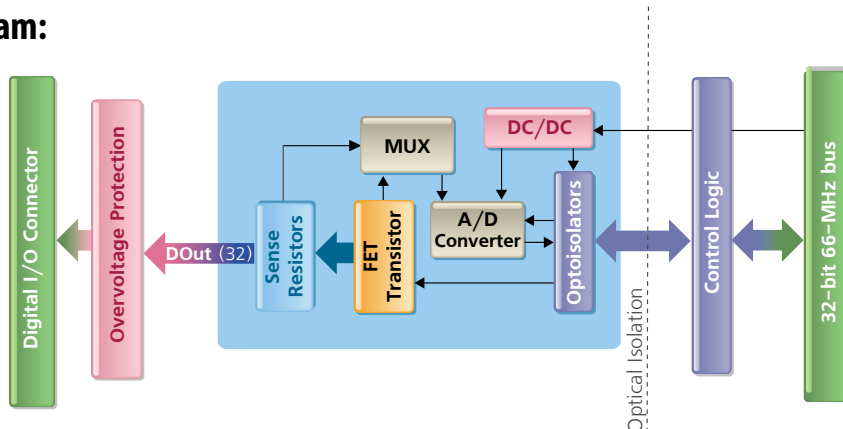 am:
Digital I/O Connector
Overvoltage Protection
DOut (32)
Sense
Resistors
MUX
FET
Transistor
DC/DC
A/D
Converter
Optoisolators
Optical Isolation
Control Logic
32-bit 66-MHz bus